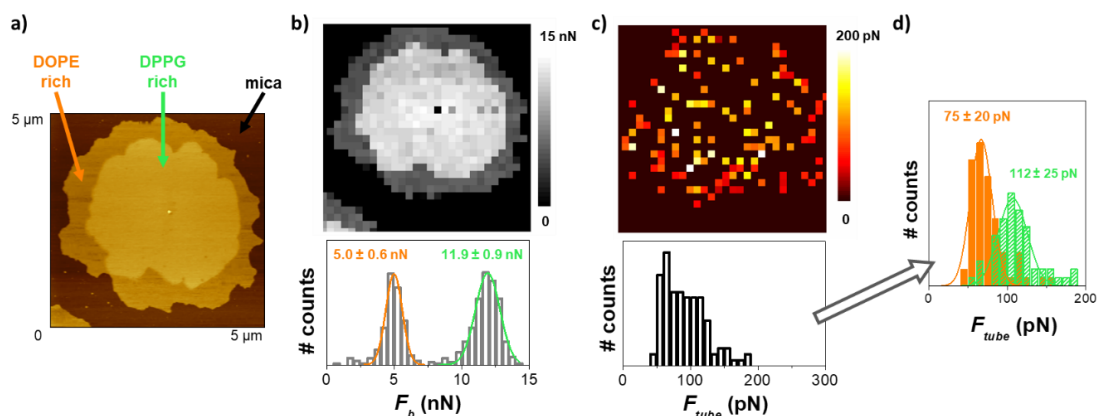 a)
DOPE
rich
DPPG
rich
mica
5 µm
0
5 µm
b)
15 nN
0
5.0 ± 0.6 nN
11.9 ± 0.9 nN
# counts
0 5 10 15
F_b (nN)
c)
200 pN
0
# counts
0 100 200 300
F_tube (pN)
d)
75 ± 20 pN
112 ± 25 pN
# counts
0 100 200
F_tube (pN)